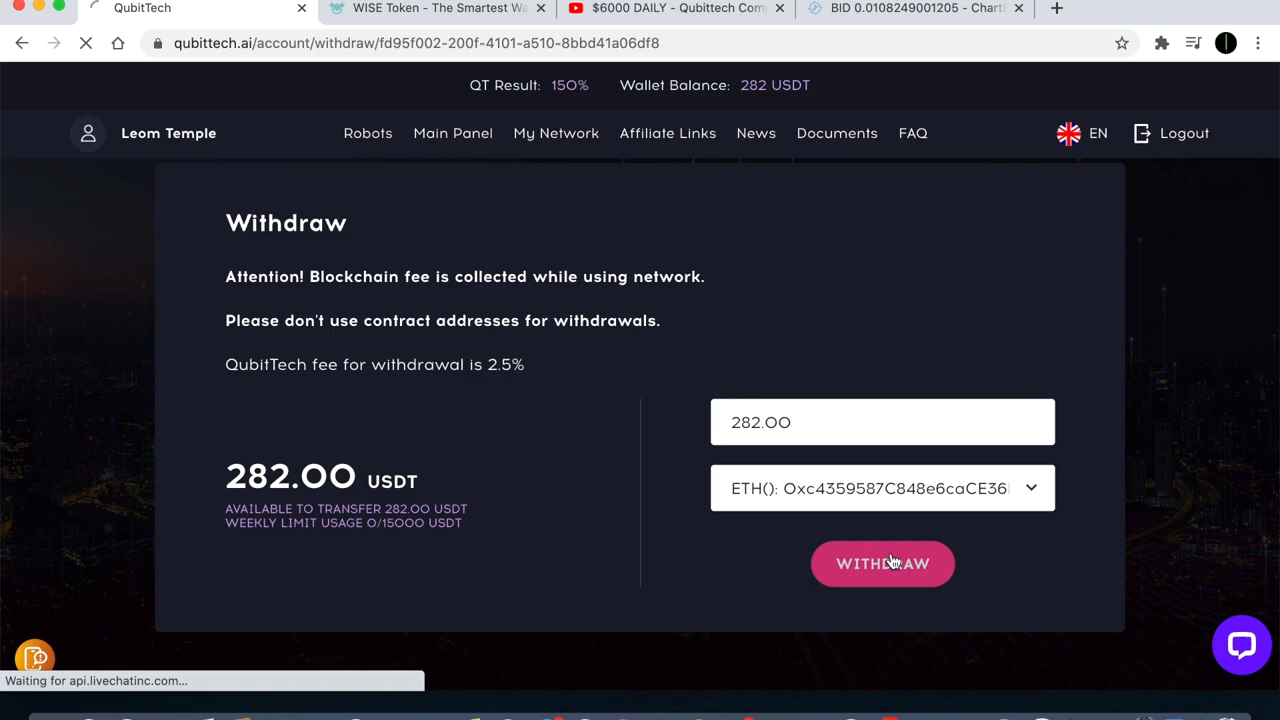 QubitTech
WISE Token - The Smartest Wa
$6000 DAILY - Qubittech Comp
BID 0.0108249001205 - Charti
qubittech.ai/account/withdraw/fd95f002-200f-4101-a510-8bbd41a06df8
QT Result: 150% Wallet Balance: 282 USDT
Leom Temple Robots Main Panel My Network Affiliate Links News Documents FAQ EN Logout
Withdraw
Attention! Blockchain fee is collected while using network.
Please don't use contract addresses for withdrawals.
QubitTech fee for withdrawal is 2.5%
282.00
282.00 USDT
AVAILABLE TO TRANSFER 282.00 USDT
WEEKLY LIMIT USAGE 0/15000 USDT
ETH(): 0xc4359587C848e6caCE36
WITHDRAW
Waiting for api.livechatinc.com...